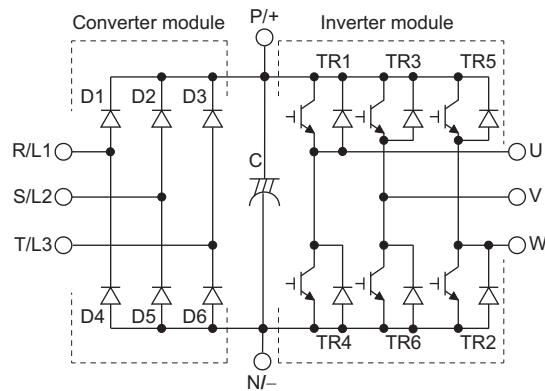 Converter module
P/+
Inverter module
D1
D2
D3
TR1
TR3
TR5
R/L1
C
U
S/L2
V
T/L3
W
D4
D5
D6
TR4
TR6
TR2
N/−